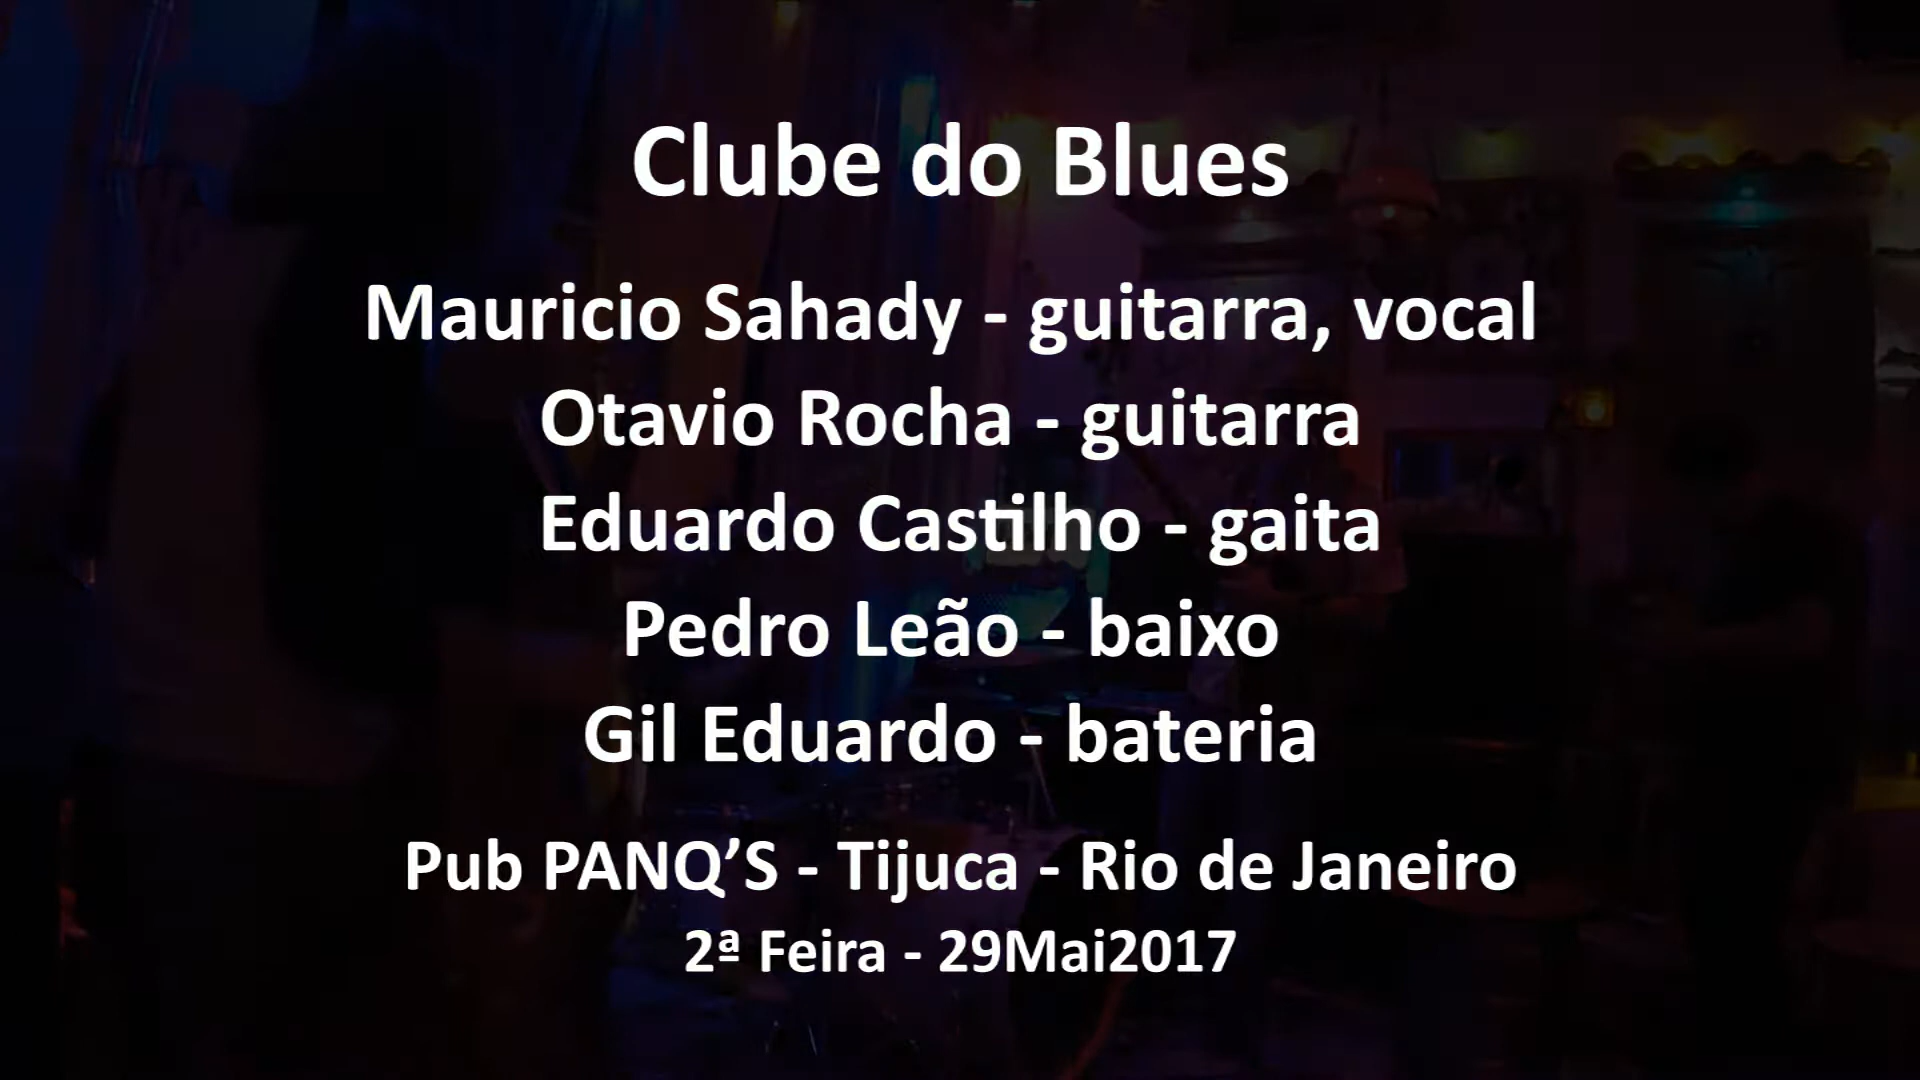 Clube do Blues
Mauricio Sahady - guitarra, vocal
Otavio Rocha - guitarra
Eduardo Castilho - gaita
Pedro Leão - baixo
Gil Eduardo - bateria
Pub PANQ’S - Tijuca - Rio de Janeiro
2ª Feira - 29Mai2017